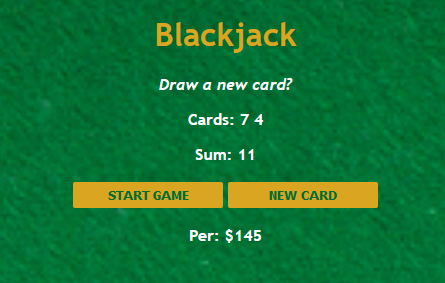 Blackjack
Draw a new card?
Cards: 7 4
Sum: 11
START GAME NEW CARD
Per: $145